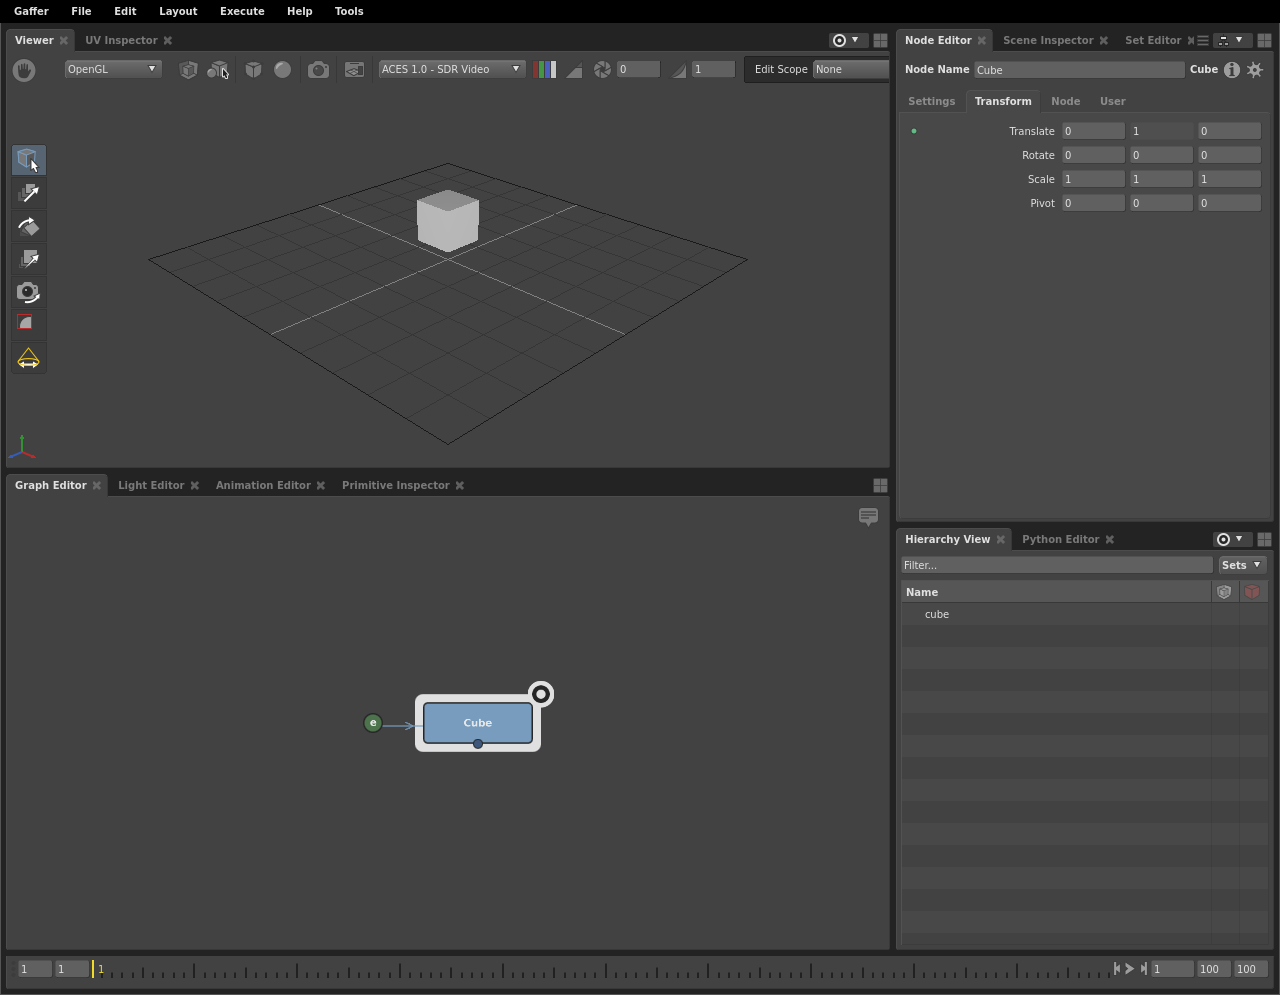 Gaffer File Edit Layout Execute Help Tools
Viewer UV Inspector
OpenGL ACES 1.0 - SDR Video 0 1 Edit Scope None
Graph Editor Light Editor Animation Editor Primitive Inspector
e Cube
Node Editor Scene Inspector Set Editor
Node Name Cube Cube
Settings Transform Node User
Translate 0 1 0
Rotate 0 0 0
Scale 1 1 1
Pivot 0 0 0
Hierarchy View Python Editor
Filter... Sets
Name
cube
1 1 1 1 100 100